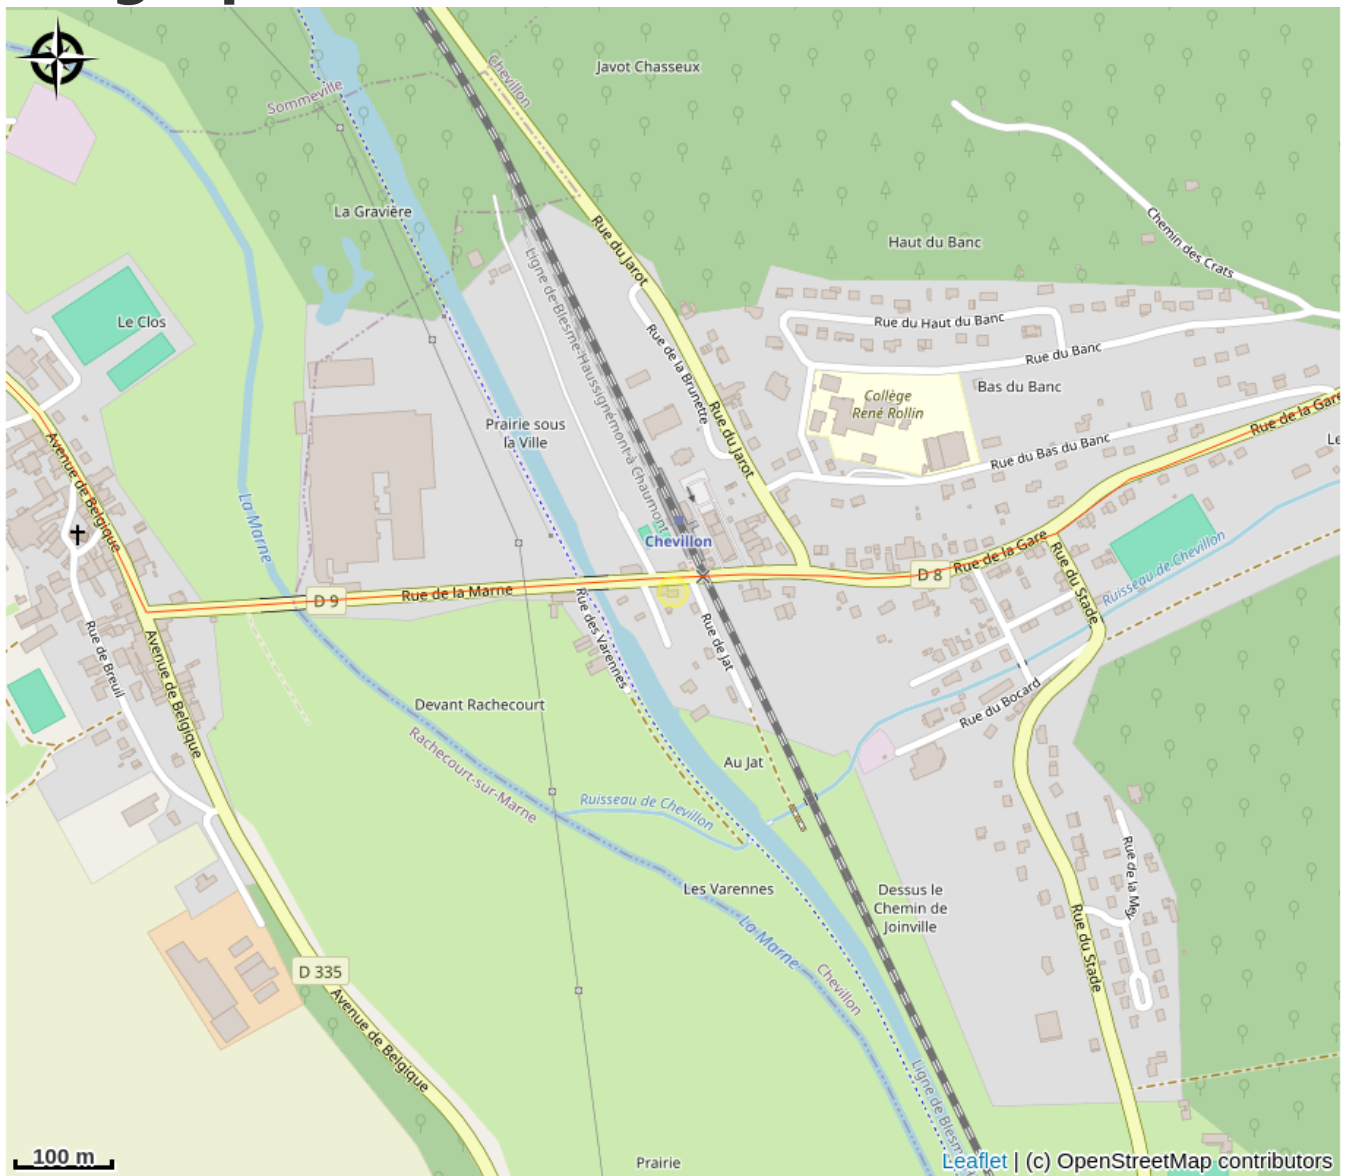 Javot Chasseux
Chevillon
Sommeville
La Gravière
Haut du Banc
Chemin des Crats
Rue du Jarot
Ligne de Blesme-Haussignémont à Chaumont
Le Clos
Rue du Haut du Banc
Rue du Banc
Rue de la Brunette
Bas du Banc
Collège
René Rollin
Rue de la Gare
Rue du Jarot
Prairie sous
la Ville
Rue du Bas du Banc
Le
Avenue de Belgique
La Marne
Chevillon
Rue de la Gare
D 8
Ruisseau de Chevillon
Rue du Stade
Rue de la Marne
D 9
Rue des Varennes
Rue de Jat
Rue de Breuil
Avenue de Belgique
Devant Rachecourt
Rue du Bocard
Rachecourt-sur-Marne
Au Jat
Ruisseau de Chevillon
Les Varennes
Dessus le
Chemin de
Joinville
Rue de la Mey
La Marne
Rue du Stade
D 335
Chevillon
Avenue de Belgique
Ligne de Blesm
100 m
Prairie
Leaflet | (c) OpenStreetMap contributors